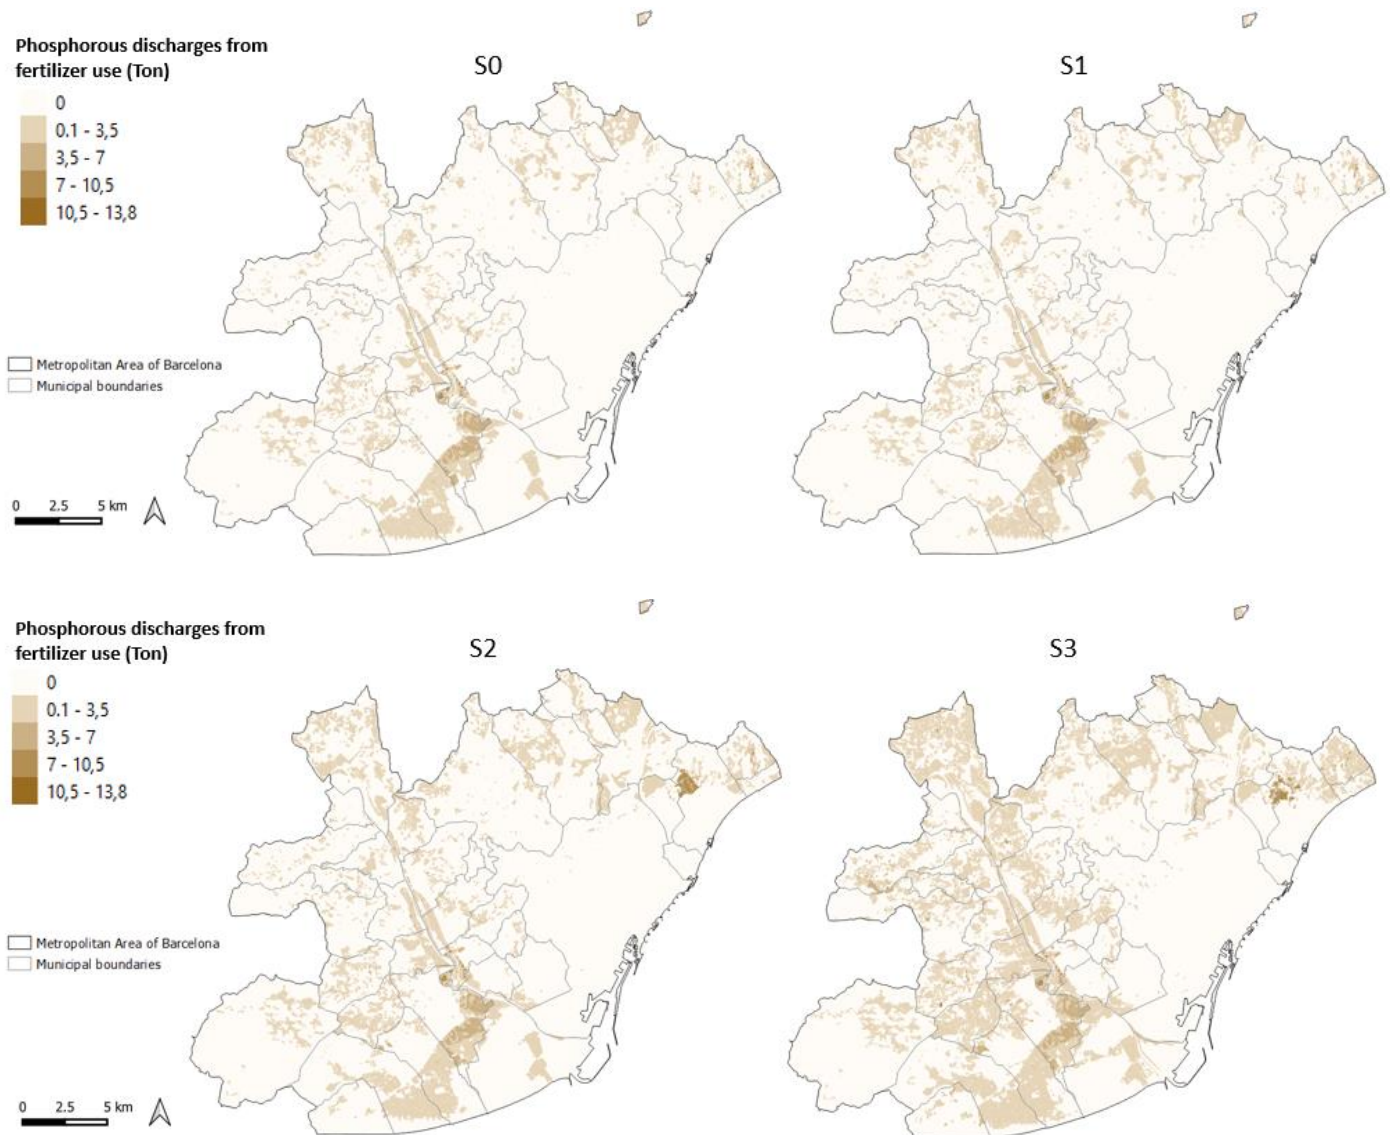 Phosphorous discharges from
fertilizer use (Ton)
0
0.1 - 3,5
3,5 - 7
7 - 10,5
10,5 - 13,8
S0
S1
Metropolitan Area of Barcelona
Municipal boundaries
0 2.5 5 km
Phosphorous discharges from
fertilizer use (Ton)
0
0.1 - 3,5
3,5 - 7
7 - 10,5
10,5 - 13,8
S2
S3
Metropolitan Area of Barcelona
Municipal boundaries
0 2.5 5 km